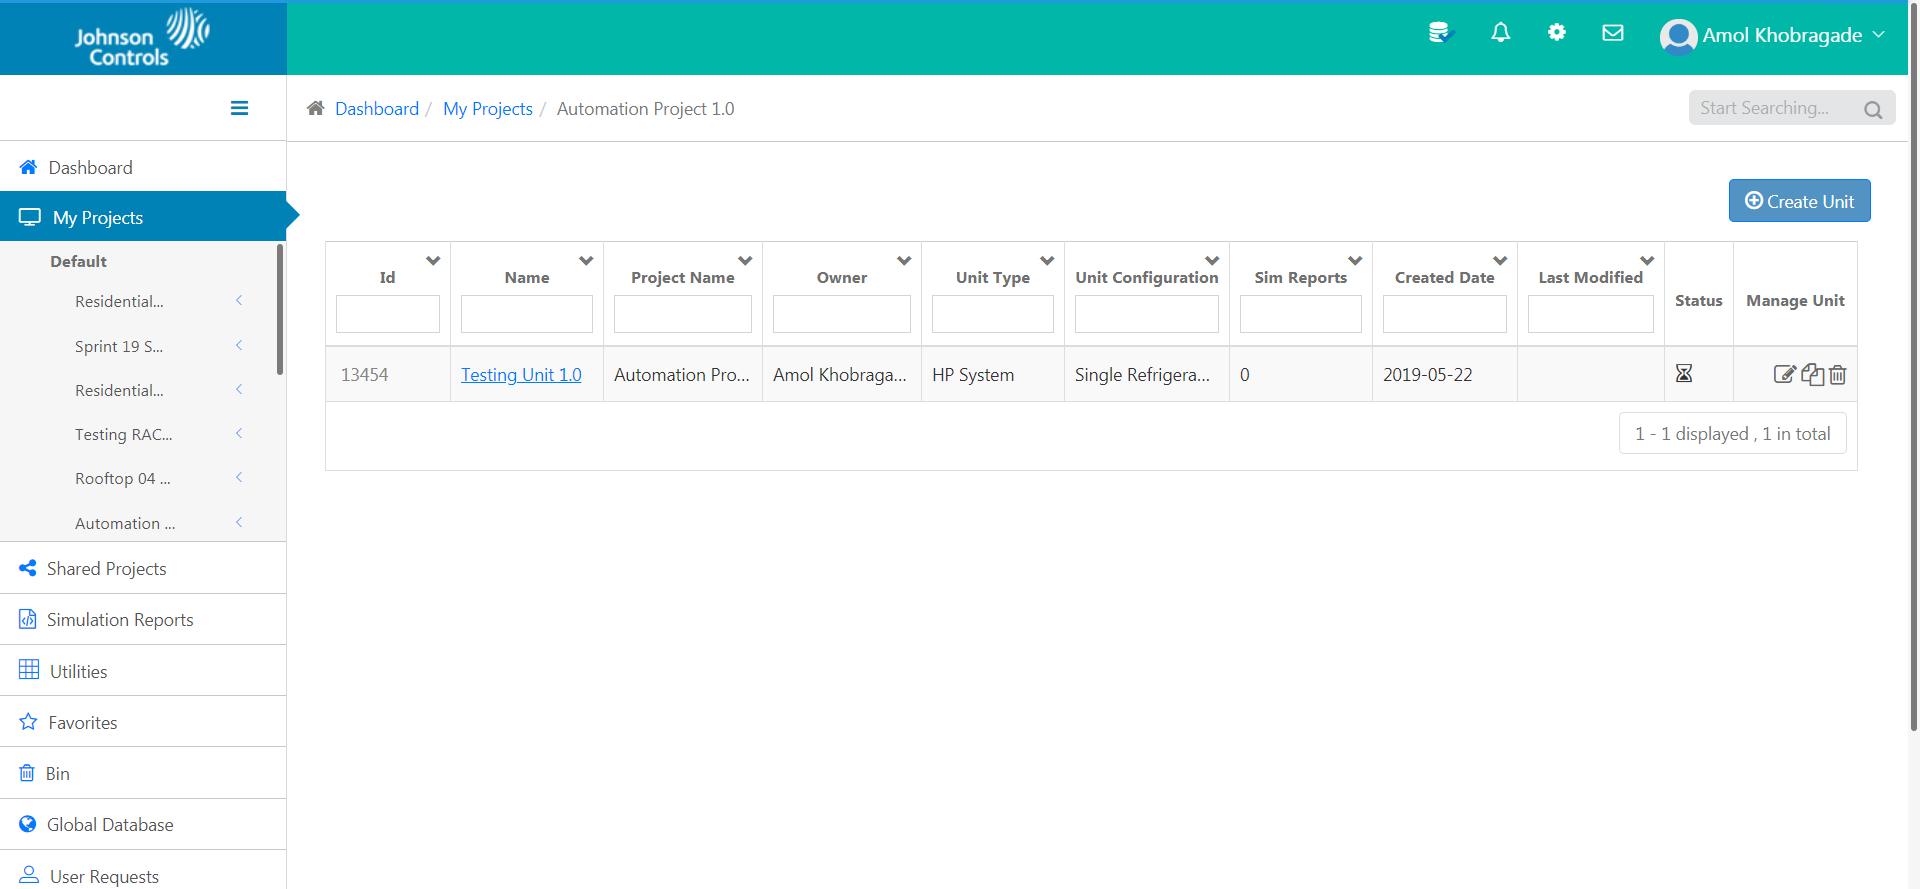 Johnson
Controls
Amol Khobragade
Dashboard / My Projects / Automation Project 1.0
Start Searching...
Dashboard
My Projects
Default
Residential...
Sprint 19 S...
Residential...
Testing RAC...
Rooftop 04 ...
Automation ...
Shared Projects
Simulation Reports
Utilities
Favorites
Bin
Global Database
User Requests
Create Unit
Id Name Project Name Owner Unit Type Unit Configuration Sim Reports Created Date Last Modified Status Manage Unit
13454 Testing Unit 1.0 Automation Pro... Amol Khobraga... HP System Single Refrigera... 0 2019-05-22
1 - 1 displayed , 1 in total